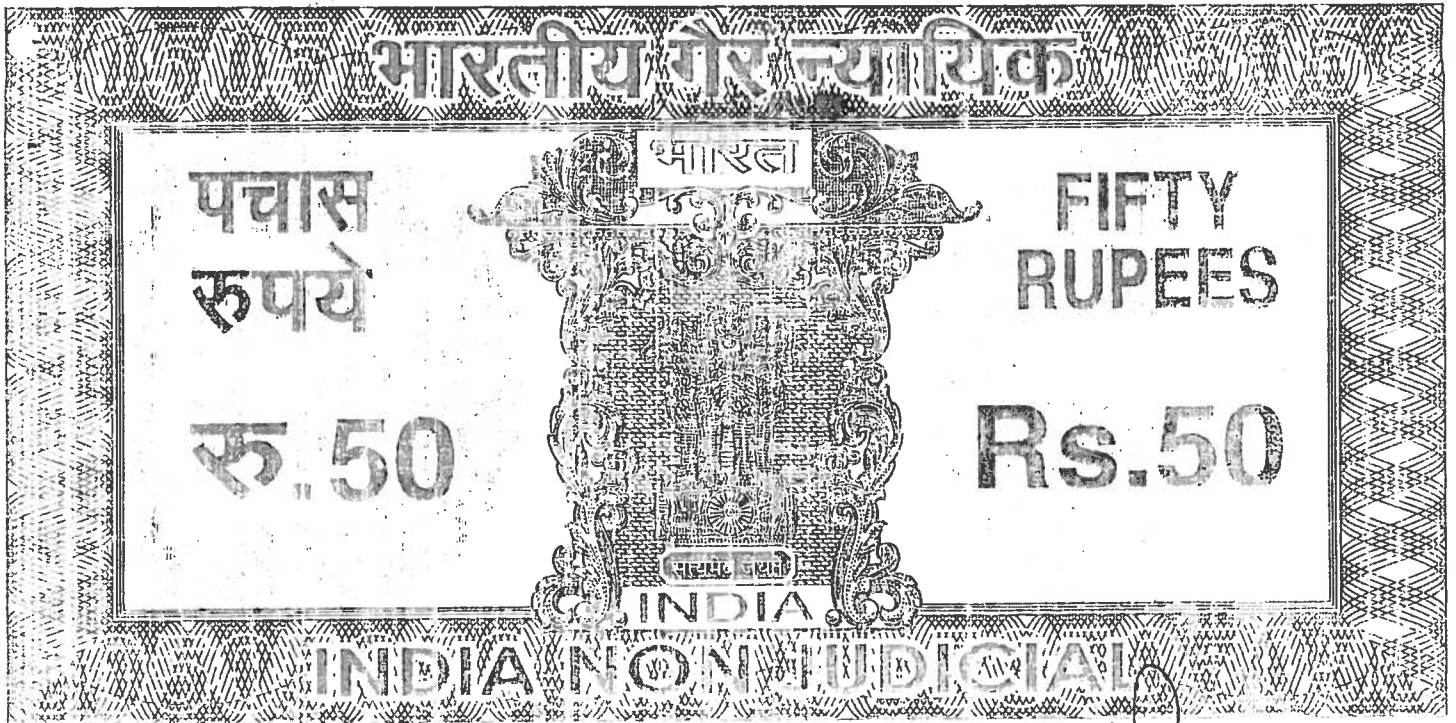 भारतीय गैर न्यायिक
भारत
पचास
रुपये
FIFTY
RUPEES
रु.50
Rs.50
सत्यमेव जयते
INDIA
INDIA NON JUDICIAL